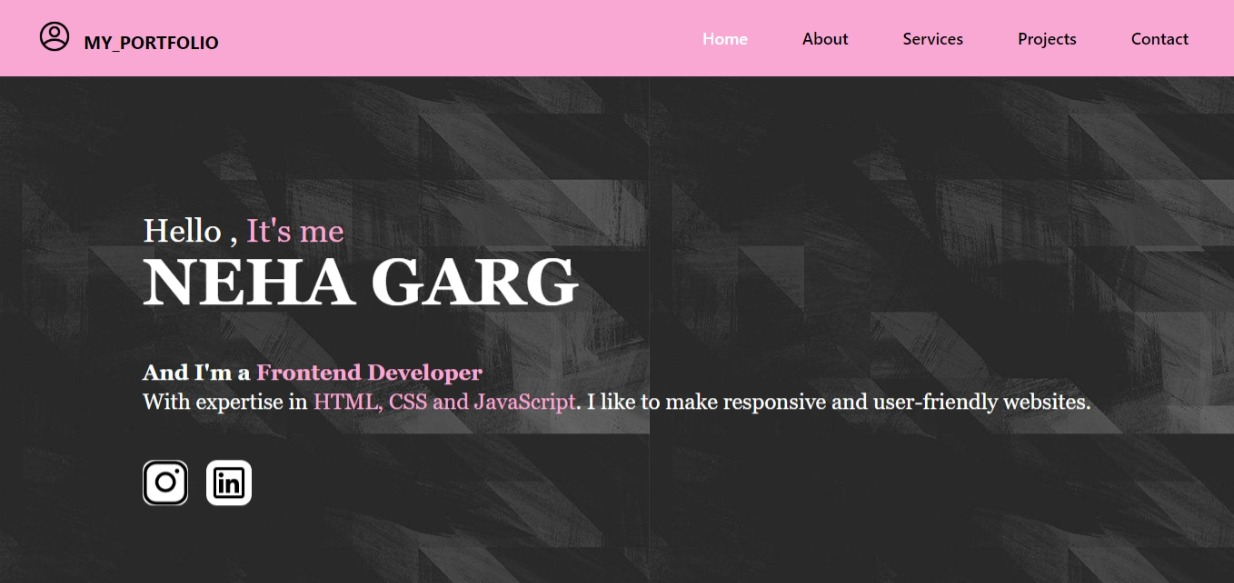 MY_PORTFOLIO
Home About Services Projects Contact
Hello , It's me
NEHA GARG
And I'm a Frontend Developer
With expertise in HTML, CSS and JavaScript. I like to make responsive and user-friendly websites.
in